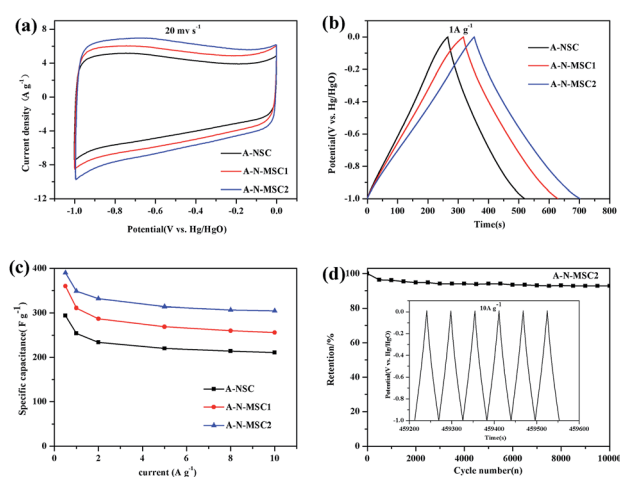 (a)
20 mv s-1
Current density (A g-1)
8
4
0
-4
-8
-12
A-NSC
A-N-MSC1
A-N-MSC2
-1.0 -0.8 -0.6 -0.4 -0.2 0.0
Potential(V vs. Hg/HgO)
(b)
1A g-1
A-NSC
A-N-MSC1
A-N-MSC2
Potential(V vs. Hg/HgO)
0.0
-0.2
-0.4
-0.6
-0.8
-1.0
0 100 200 300 400 500 600 700 800
Time(s)
(c)
Specific capacitance( F g-1)
400
300
200
100
0
A-NSC
A-N-MSC1
A-N-MSC2
0 2 4 6 8 10
current (A g-1)
(d)
A-N-MSC2
Retention/%
100
80
60
40
20
0
10A g-1
Potential(V vs. Hg/HgO)
0.0
-0.2
-0.4
-0.6
-0.8
-1.0
459200 459300 459400 459500 459600
Time(s)
0 2000 4000 6000 8000 10000
Cycle number(n)